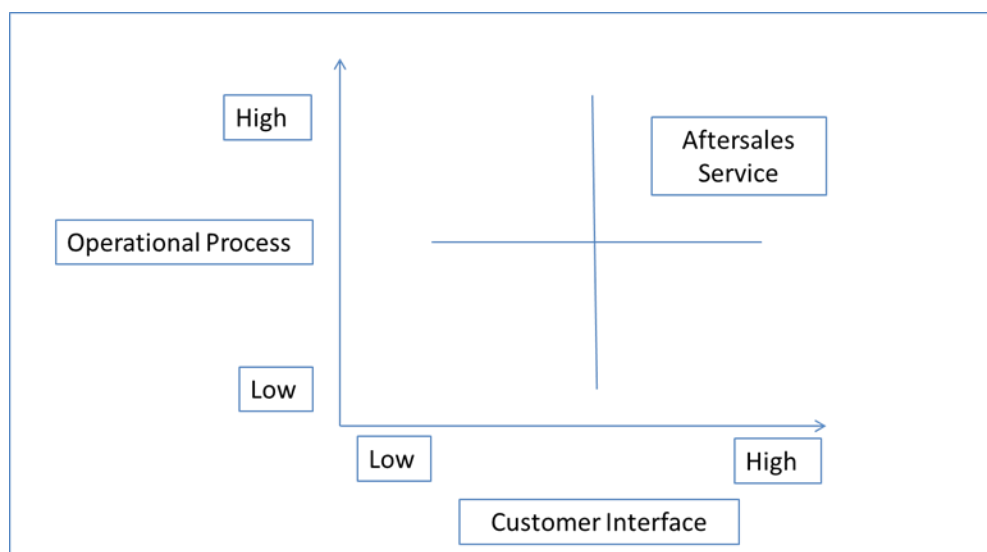 High
Aftersales
Service
Operational Process
Low
Low
High
Customer Interface